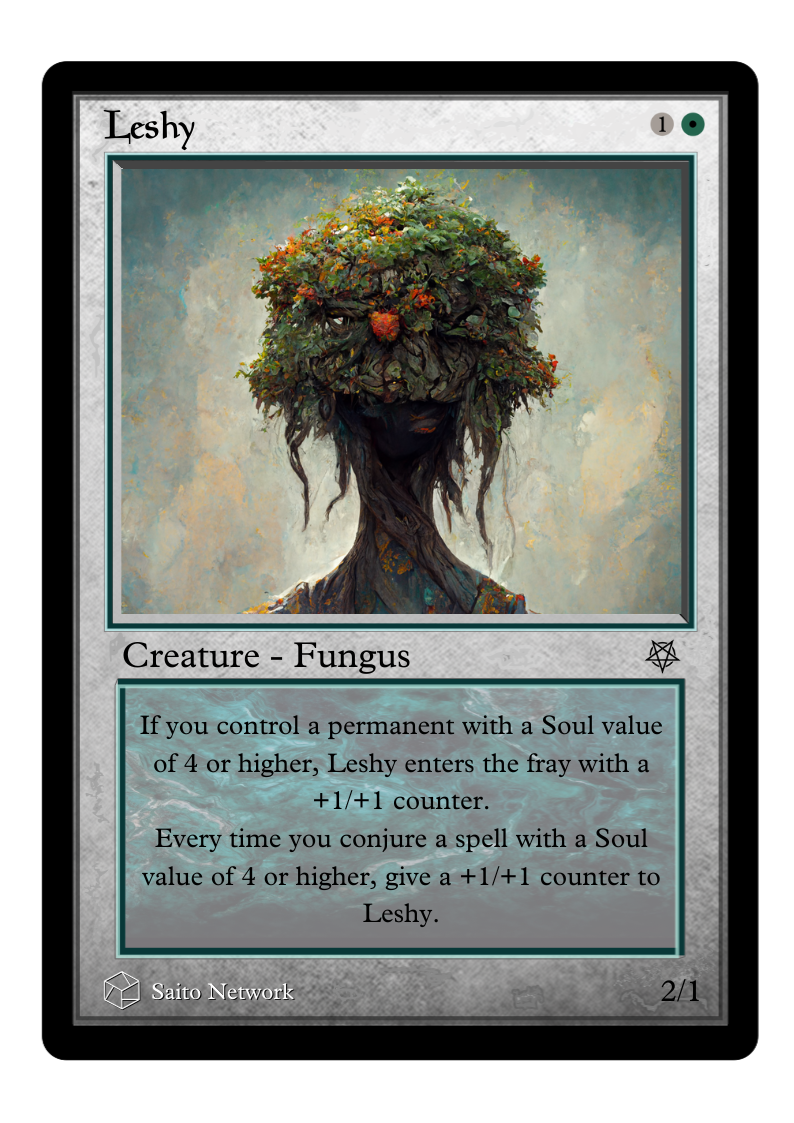 Leshy
1
Creature - Fungus
If you control a permanent with a Soul value
of 4 or higher, Leshy enters the fray with a
+1/+1 counter.
Every time you conjure a spell with a Soul
value of 4 or higher, give a +1/+1 counter to
Leshy.
Saito Network
2/1